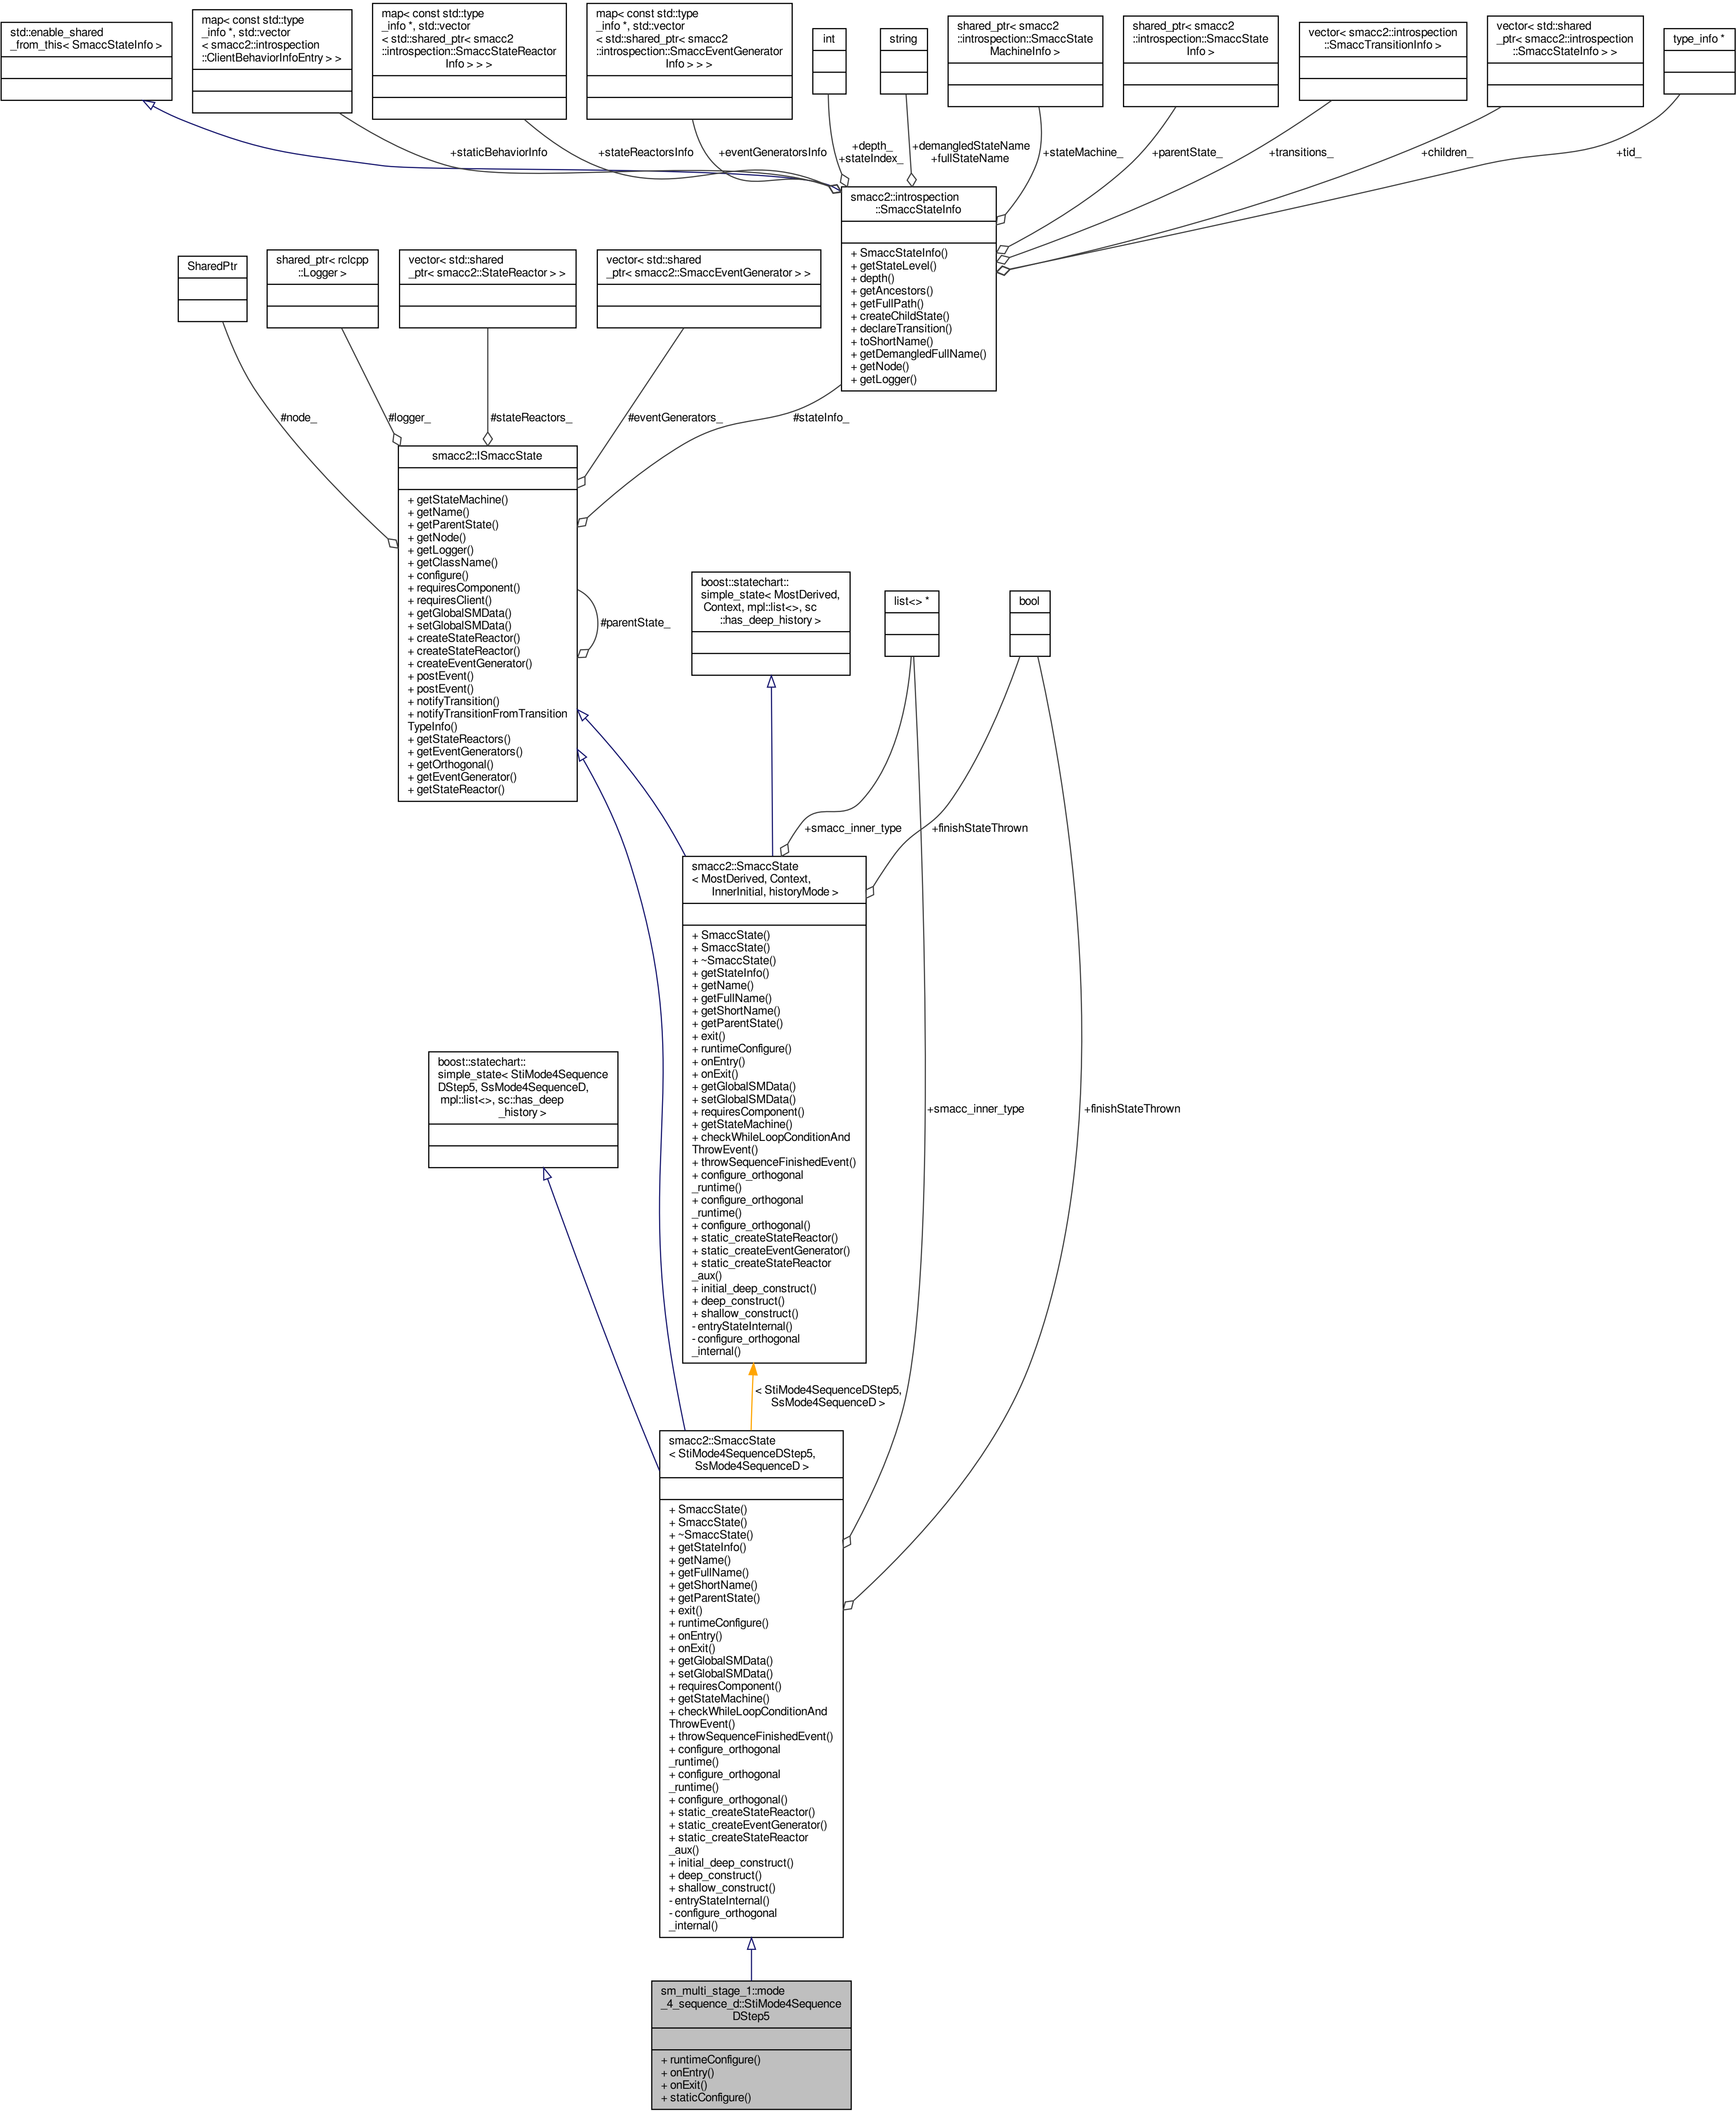 std::enable_shared
_from_this< SmaccStateInfo >
map< const std::type
_info *, std::vector
< smacc2::introspection
::ClientBehaviorInfoEntry > >
map< const std::type
_info *, std::vector
< std::shared_ptr< smacc2
::introspection::SmaccStateReactor
Info > > >
map< const std::type
_info *, std::vector
< std::shared_ptr< smacc2
::introspection::SmaccEventGenerator
Info > > >
int
string
shared_ptr< smacc2
::introspection::SmaccState
MachineInfo >
shared_ptr< smacc2
::introspection::SmaccState
Info >
vector< smacc2::introspection
::SmaccTransitionInfo >
vector< std::shared
_ptr< smacc2::introspection
::SmaccStateInfo > >
type_info *
+staticBehaviorInfo
+stateReactorsInfo
+eventGeneratorsInfo
+depth_
+stateIndex_
+demangledStateName
+fullStateName
+stateMachine_
+parentState_
+transitions_
+children_
+tid_
smacc2::introspection
::SmaccStateInfo
+ SmaccStateInfo()
+ getStateLevel()
+ depth()
+ getAncestors()
+ getFullPath()
+ createChildState()
+ declareTransition()
+ toShortName()
+ getDemangledFullName()
+ getNode()
+ getLogger()
SharedPtr
shared_ptr< rclcpp
::Logger >
vector< std::shared
_ptr< smacc2::StateReactor > >
vector< std::shared
_ptr< smacc2::SmaccEventGenerator > >
#node_
#logger_
#stateReactors_
#eventGenerators_
#stateInfo_
smacc2::ISmaccState
+ getStateMachine()
+ getName()
+ getParentState()
+ getNode()
+ getLogger()
+ getClassName()
+ configure()
+ requiresComponent()
+ requiresClient()
+ getGlobalSMData()
+ setGlobalSMData()
+ createStateReactor()
+ createStateReactor()
+ createEventGenerator()
+ postEvent()
+ postEvent()
+ notifyTransition()
+ notifyTransitionFromTransition
TypeInfo()
+ getStateReactors()
+ getEventGenerators()
+ getOrthogonal()
+ getEventGenerator()
+ getStateReactor()
#parentState_
boost::statechart::
simple_state< MostDerived,
Context, mpl::list<>, sc
::has_deep_history >
list<> *
bool
+smacc_inner_type
+finishStateThrown
smacc2::SmaccState
< MostDerived, Context,
InnerInitial, historyMode >
+ SmaccState()
+ SmaccState()
+ ~SmaccState()
+ getStateInfo()
+ getName()
+ getFullName()
+ getShortName()
+ getParentState()
+ exit()
+ runtimeConfigure()
+ onEntry()
+ onExit()
+ getGlobalSMData()
+ setGlobalSMData()
+ requiresComponent()
+ getStateMachine()
+ checkWhileLoopConditionAnd
ThrowEvent()
+ throwSequenceFinishedEvent()
+ configure_orthogonal
_runtime()
+ configure_orthogonal
_runtime()
+ configure_orthogonal()
+ static_createStateReactor()
+ static_createEventGenerator()
+ static_createStateReactor
_aux()
+ initial_deep_construct()
+ deep_construct()
+ shallow_construct()
- entryStateInternal()
- configure_orthogonal
_internal()
boost::statechart::
simple_state< StiMode4Sequence
DStep5, SsMode4SequenceD,
mpl::list<>, sc::has_deep
_history >
+smacc_inner_type
+finishStateThrown
< StiMode4SequenceDStep5,
SsMode4SequenceD >
smacc2::SmaccState
< StiMode4SequenceDStep5,
SsMode4SequenceD >
+ SmaccState()
+ SmaccState()
+ ~SmaccState()
+ getStateInfo()
+ getName()
+ getFullName()
+ getShortName()
+ getParentState()
+ exit()
+ runtimeConfigure()
+ onEntry()
+ onExit()
+ getGlobalSMData()
+ setGlobalSMData()
+ requiresComponent()
+ getStateMachine()
+ checkWhileLoopConditionAnd
ThrowEvent()
+ throwSequenceFinishedEvent()
+ configure_orthogonal
_runtime()
+ configure_orthogonal
_runtime()
+ configure_orthogonal()
+ static_createStateReactor()
+ static_createEventGenerator()
+ static_createStateReactor
_aux()
+ initial_deep_construct()
+ deep_construct()
+ shallow_construct()
- entryStateInternal()
- configure_orthogonal
_internal()
sm_multi_stage_1::mode
_4_sequence_d::StiMode4Sequence
DStep5
+ runtimeConfigure()
+ onEntry()
+ onExit()
+ staticConfigure()